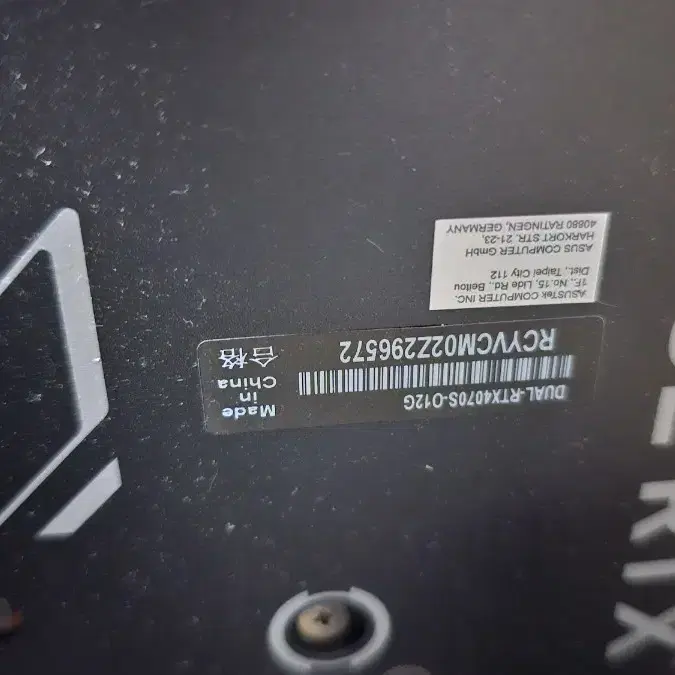 DUAL-RTX4070S-O12G
RCYVCM02Z296572
Made
in
China
合格
ASUSTeK COMPUTER INC.
1F., No.15, Lide Rd., Beitou
Dist., Taipei City 112
ASUS COMPUTER GmbH
HARKORT STR. 21-23,
40880 RATINGEN, GERMANY